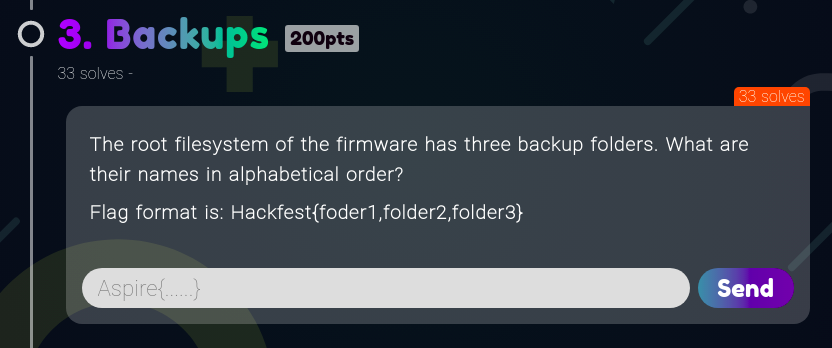 3. Backups 200pts
33 solves -
33 solves
The root filesystem of the firmware has three backup folders. What are
their names in alphabetical order?
Flag format is: Hackfest{foder1,folder2,folder3}
Aspire{......}
Send